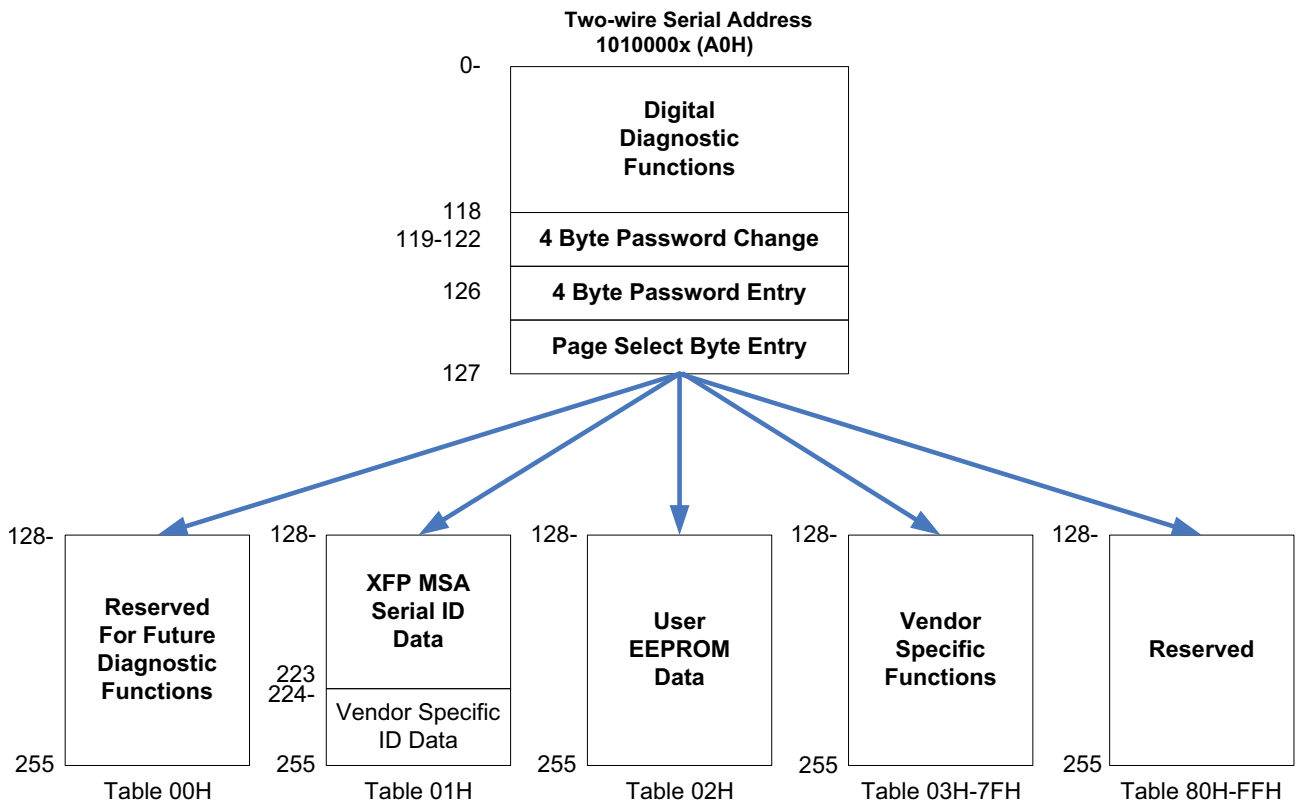 Two-wire Serial Address
1010000x (A0H)
0-
Digital
Diagnostic
Functions
118
119-122
4 Byte Password Change
126
4 Byte Password Entry
Page Select Byte Entry
127
128-
Reserved
For Future
Diagnostic
Functions
255
Table 00H
128-
XFP MSA
Serial ID
Data
223
224-
Vendor Specific
ID Data
255
Table 01H
128-
User
EEPROM
Data
255
Table 02H
128-
Vendor
Specific
Functions
255
Table 03H-7FH
128-
Reserved
255
Table 80H-FFH